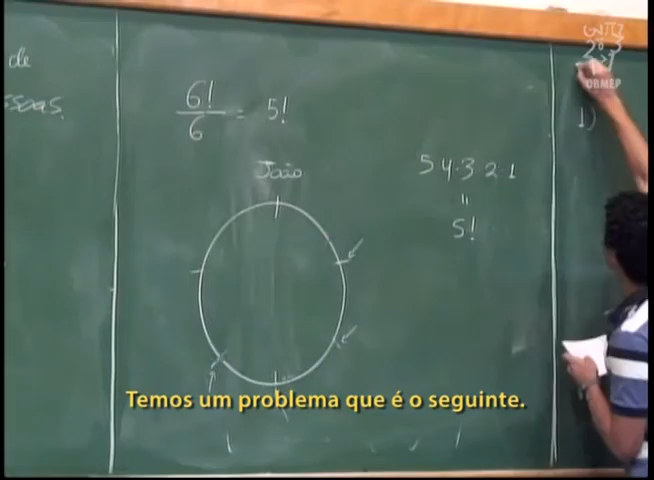 de
ssoas.
6!
6
= 5!
João
5 4·3 2·1
"
5!
1)
OBMEP
Temos um problema que é o seguinte.